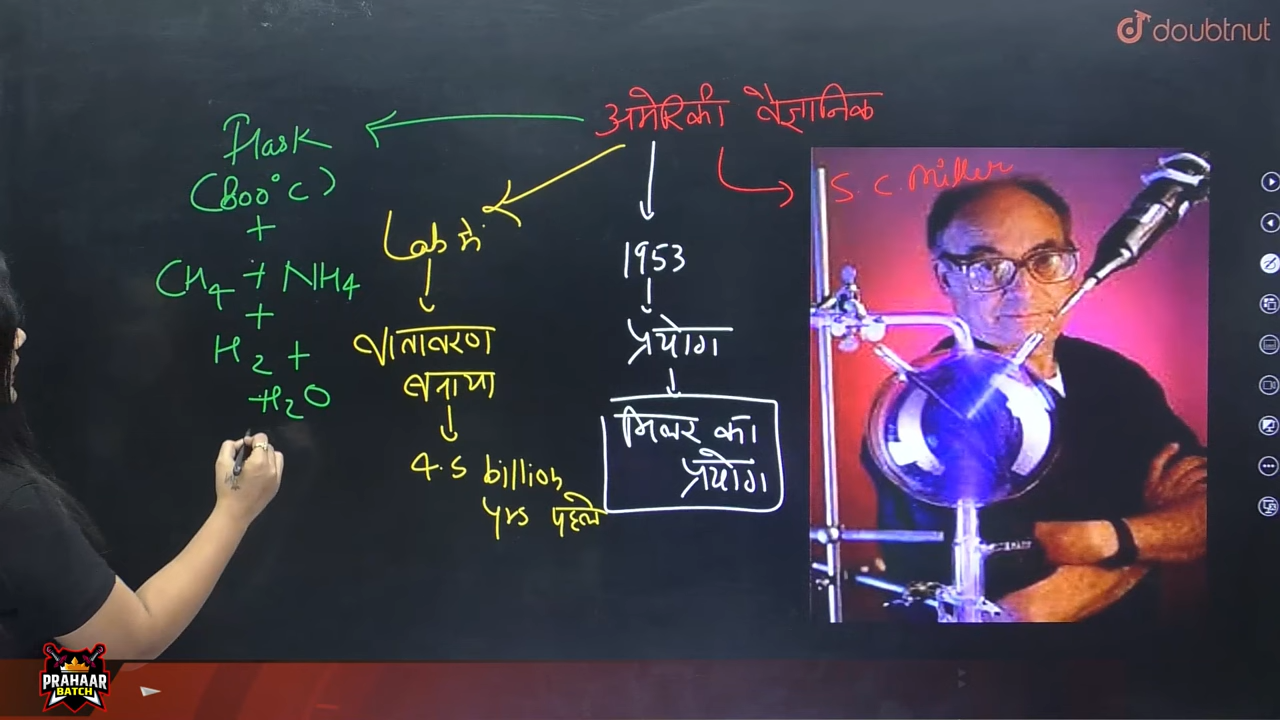 doubtnut
अमेरिकी वैज्ञानिक
S. C. Miller
Flask
(800°C)
+
CH4 + NH4
+
H2 +
H2O
Lab में
वातावरण
बनाया
4.5 billion
yrs पहले
1953
प्रयोग
मिलर का
प्रयोग
PRAHAAR
BATCH